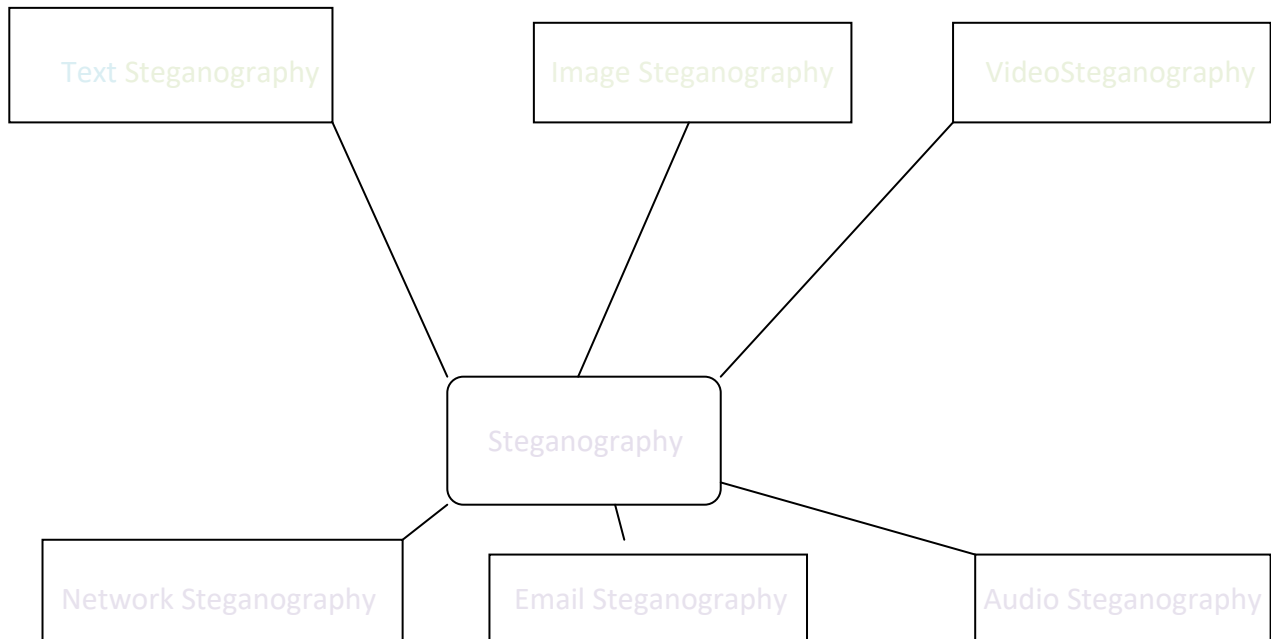 Text Steganography
Image Steganography
VideoSteganography
Steganography
Network Steganography
Email Steganography
Audio Steganography